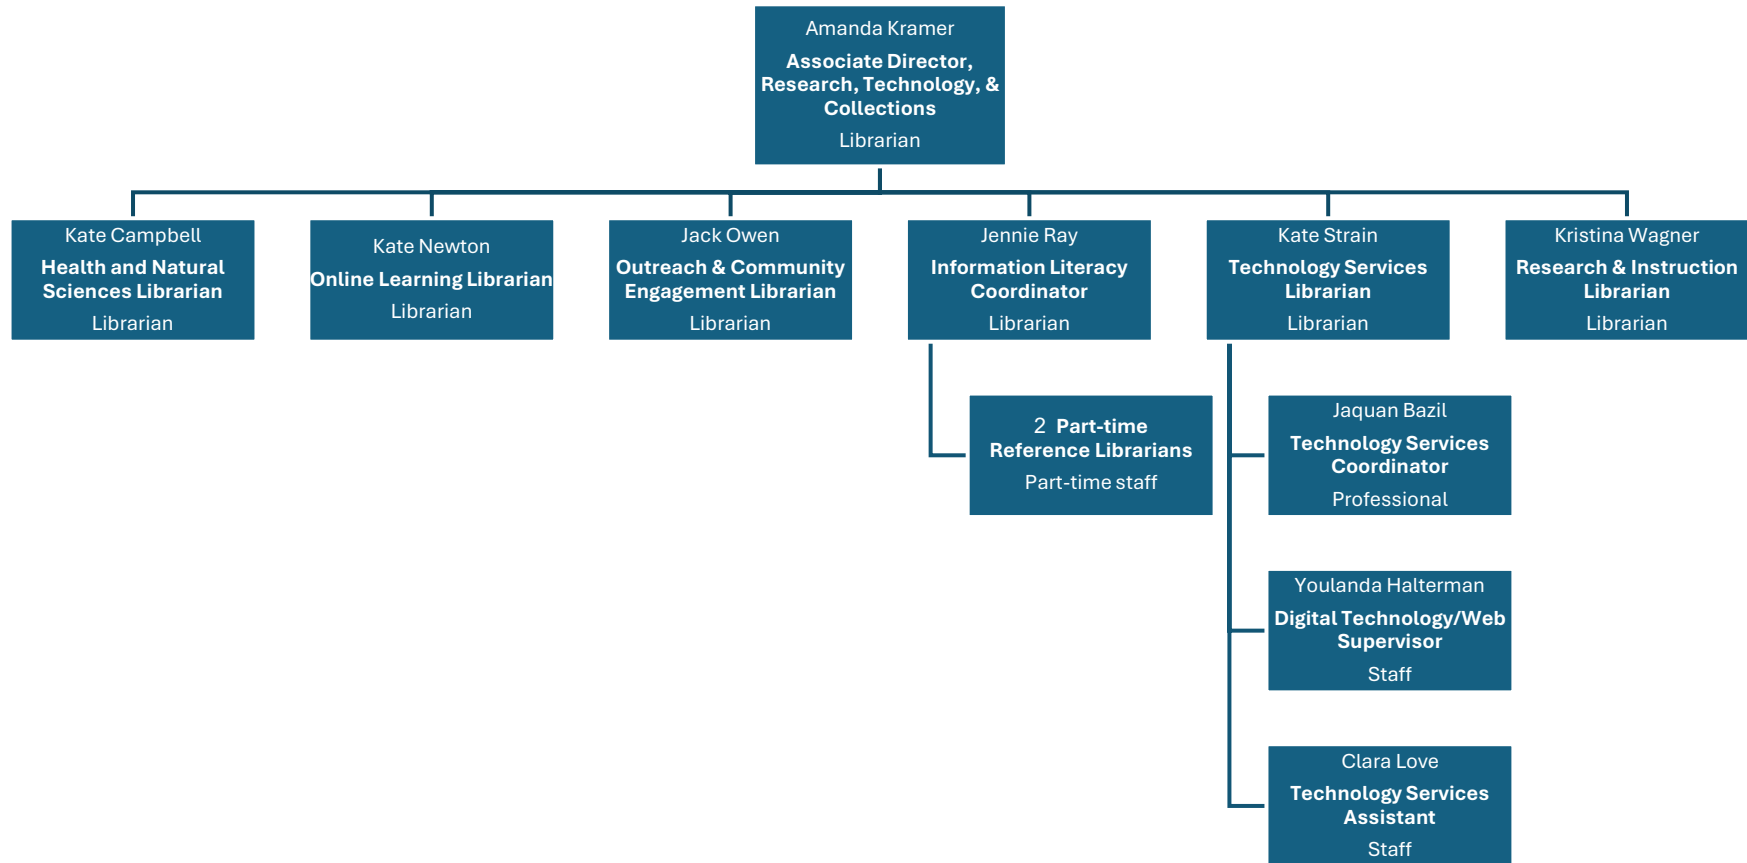 Amanda Kramer
Associate Director,
Research, Technology, &
Collections
Librarian
Kate Campbell
Health and Natural
Sciences Librarian
Librarian
Kate Newton
Online Learning Librarian
Librarian
Jack Owen
Outreach & Community
Engagement Librarian
Librarian
Jennie Ray
Information Literacy
Coordinator
Librarian
Kate Strain
Technology Services
Librarian
Librarian
Kristina Wagner
Research & Instruction
Librarian
Librarian
2 Part-time
Reference Librarians
Part-time staff
Jaquan Bazil
Technology Services
Coordinator
Professional
Youlanda Halterman
Digital Technology/Web
Supervisor
Staff
Clara Love
Technology Services
Assistant
Staff